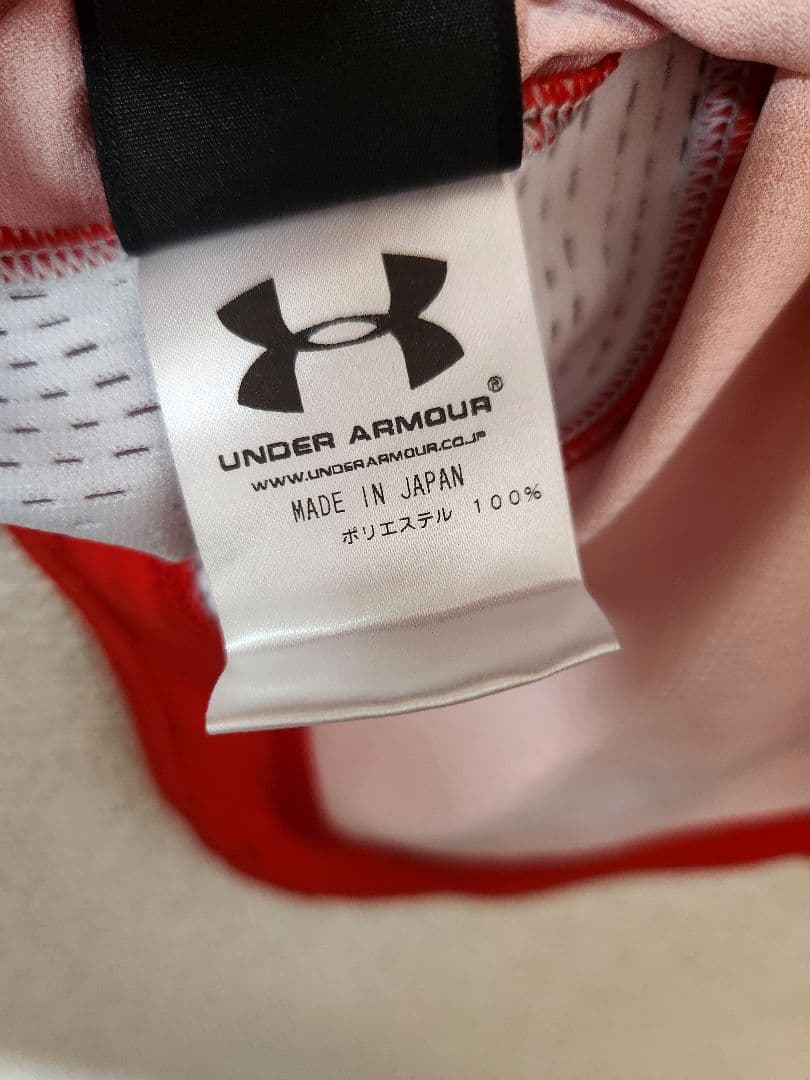 UNDER ARMOUR®
WWW.UNDERARMOUR.CO.JP
MADE IN JAPAN
ポリエステル 100%